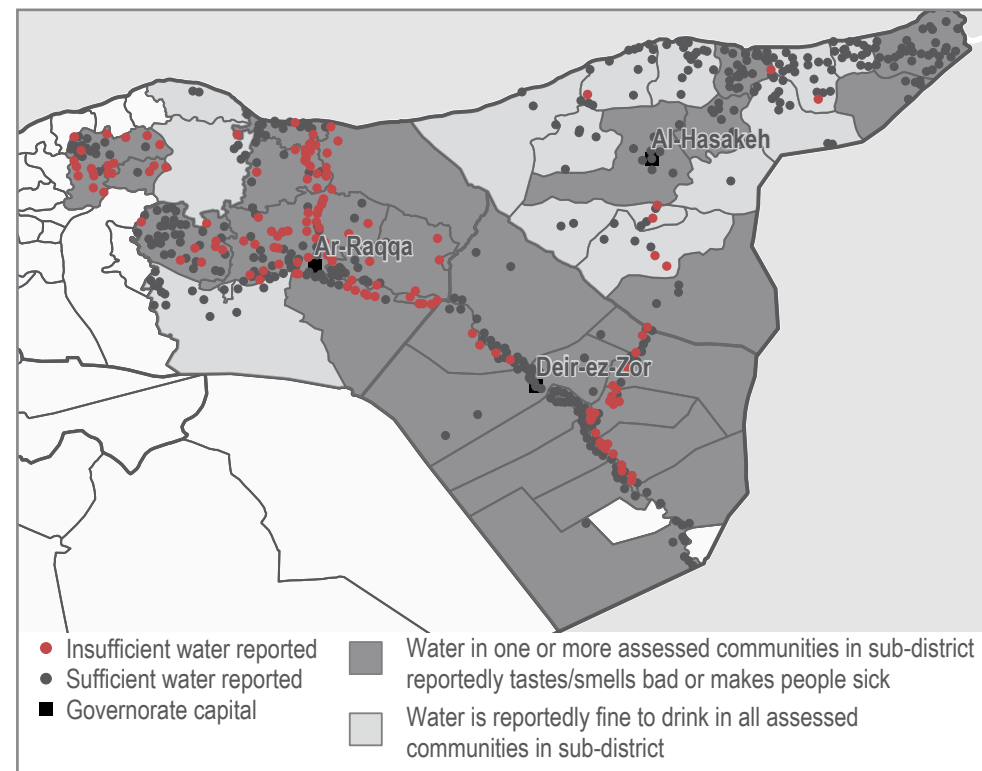 Al-Hasakeh
Ar-Raqqa
Deir-ez-Zor
Insufficient water reported
Sufficient water reported
Governorate capital
Water in one or more assessed communities in sub-district
reportedly tastes/smells bad or makes people sick
Water is reportedly fine to drink in all assessed
communities in sub-district